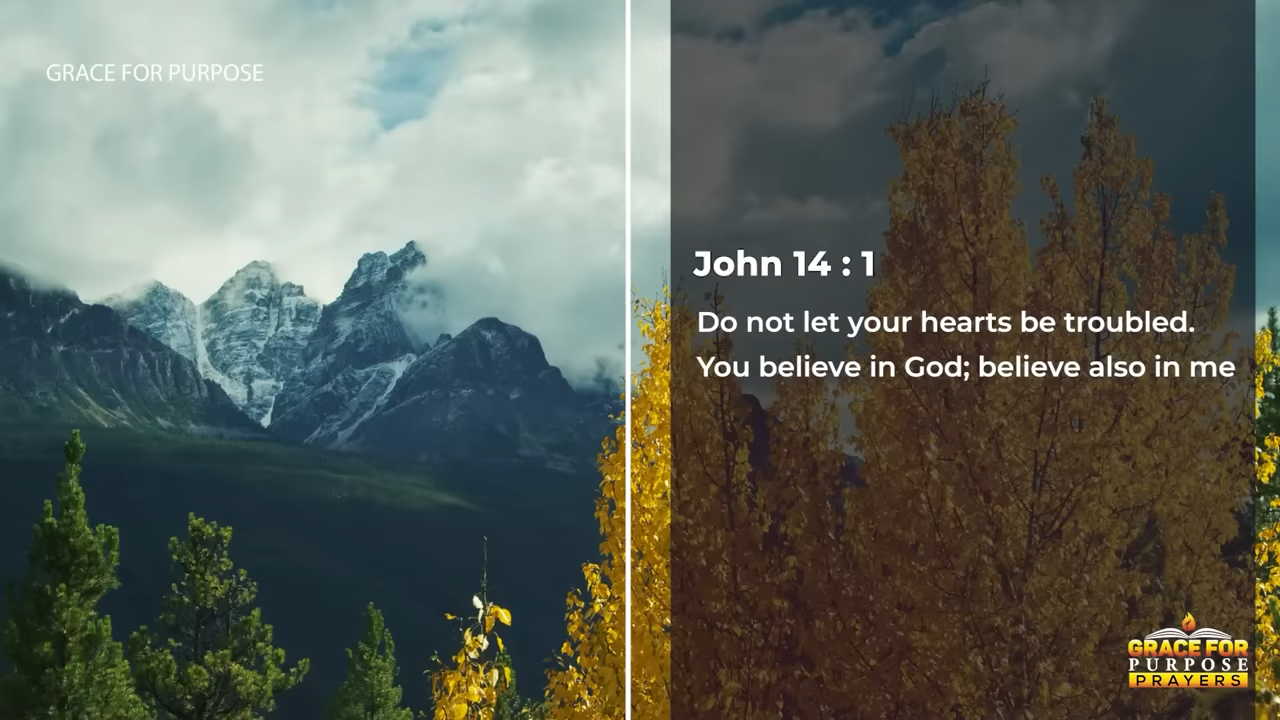 GRACE FOR PURPOSE
John 14 : 1
Do not let your hearts be troubled.
You believe in God; believe also in me
GRACE FOR
PURPOSE
PRAYERS